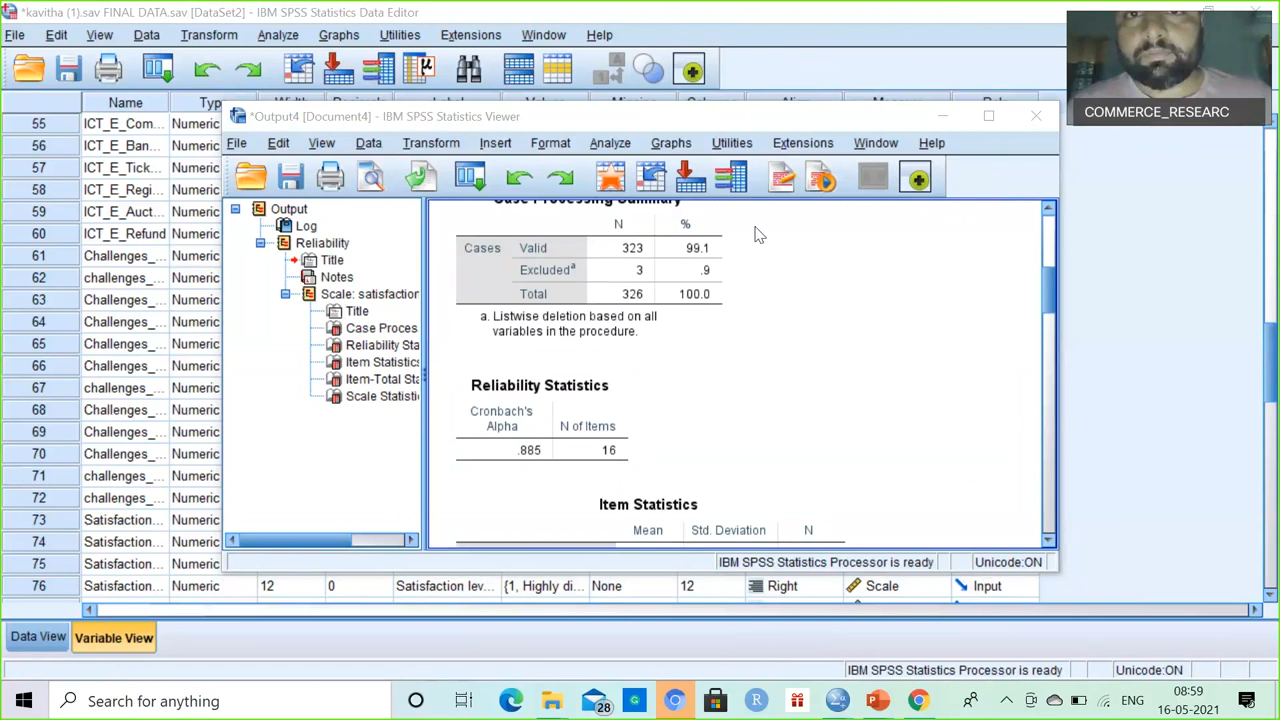 *kavitha (1).sav FINAL DATA.sav [DataSet2] - IBM SPSS Statistics Data Editor
File Edit View Data Transform Analyze Graphs Utilities Extensions Window Help
COMMERCE_RESEARC
Name
55 ICT_E_Com... Numeric
56 ICT_E_Ban... Numeric
57 ICT_E_Tick... Numeric
58 ICT_E_Regi... Numeric
59 ICT_E_Auct... Numeric
60 ICT_E_Refund Numeric
61 Challenges_... Numeric
62 challenges_... Numeric
63 Challenges_... Numeric
64 Challenges_... Numeric
65 Challenges_... Numeric
66 Challenges_... Numeric
67 challenges_... Numeric
68 Challenges_... Numeric
69 Challenges_... Numeric
70 Challenges_... Numeric
71 challenges_... Numeric
72 challenges_... Numeric
73 Satisfaction... Numeric
74 Satisfaction... Numeric
75 Satisfaction... Numeric
76 Satisfaction... Numeric 12 0 Satisfaction lev... {1, Highly di... None 12 Right Scale Input
*Output4 [Document4] - IBM SPSS Statistics Viewer
File Edit View Data Transform Insert Format Analyze Graphs Utilities Extensions Window Help
Output
Log
Reliability
Title
Notes
Scale: satisfaction
Title
Case Proces
Reliability Sta
Item Statistics
Item-Total Sta
Scale Statisti
Case Processing Summary
N %
Cases Valid 323 99.1
Excludedª 3 .9
Total 326 100.0
a. Listwise deletion based on all
variables in the procedure.
Reliability Statistics
Cronbach's
Alpha N of Items
.885 16
Item Statistics
Mean Std. Deviation N
IBM SPSS Statistics Processor is ready Unicode:ON
Data View Variable View
IBM SPSS Statistics Processor is ready Unicode:ON
Search for anything
28
ENG
08:59
16-05-2021